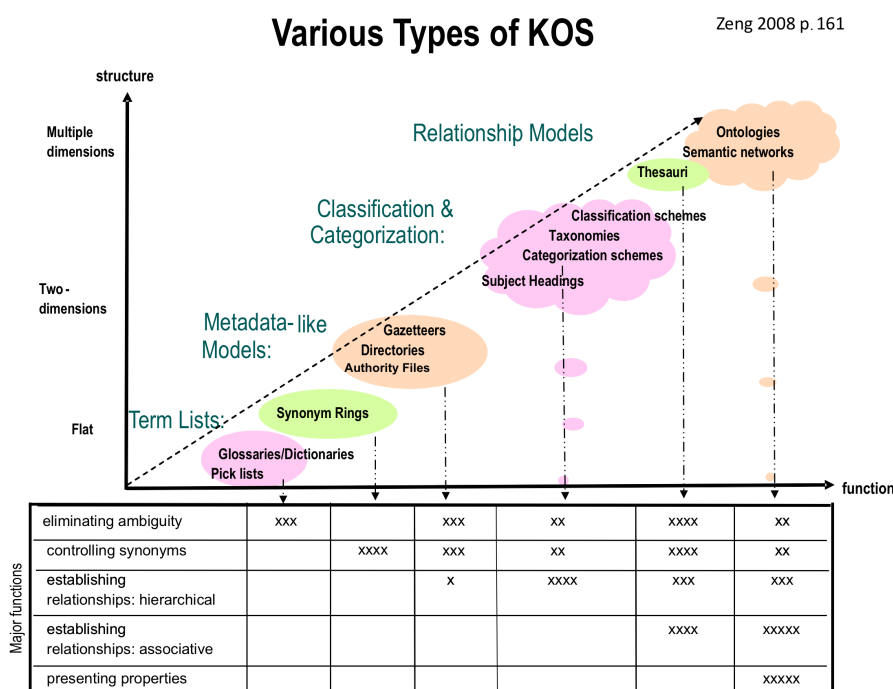 Various Types of KOS
Zeng 2008 p. 161
structure
Multiple
dimensions
Relationship Models
Ontologies
Semantic networks
Thesauri
Classification &
Categorization:
Classification schemes
Taxonomies
Categorization schemes
Subject Headings
Two -
dimensions
Metadata-like
Models:
Gazetteers
Directories
Authority Files
Flat
Term Lists:
Synonym Rings
Glossaries/Dictionaries
Pick lists
function
Major functions
eliminating ambiguity xxx xxx xx xxxx xx
controlling synonyms xxxx xxx xx xxxx xx
establishing x xxxx xxx xxx
relationships: hierarchical
establishing xxxx xxxxx
relationships: associative
presenting properties xxxxx